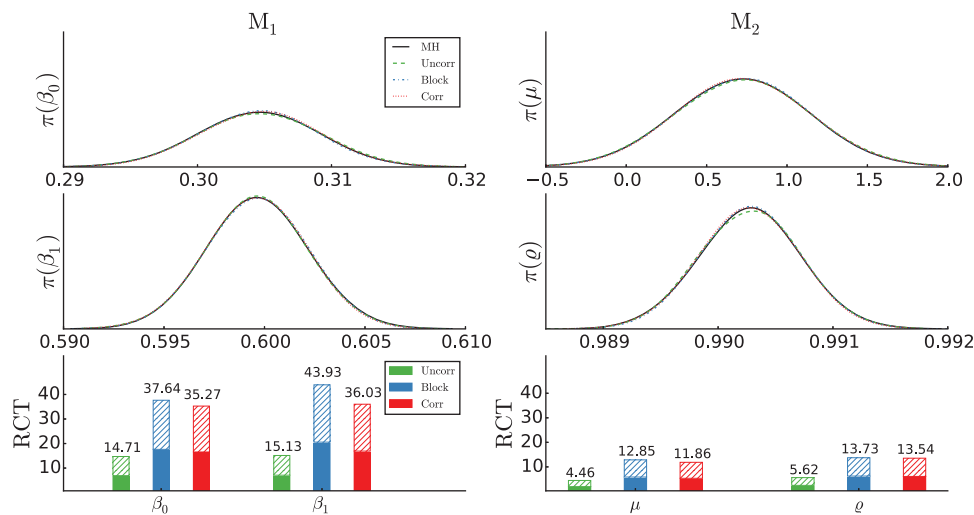 M₁
M₂
π(β₀)
MH
Uncorr
Block
Corr
0.29 0.30 0.31 0.32
π(μ)
−0.5 0.0 0.5 1.0 1.5 2.0
π(β₁)
0.590 0.595 0.600 0.605 0.610
π(ϱ)
0.989 0.990 0.991 0.992
RCT
40
30
20
10
14.71 37.64 35.27 15.13 43.93 36.03
Uncorr
Block
Corr
β₀ β₁
RCT
40
30
20
10
4.46 12.85 11.86 5.62 13.73 13.54
μ ϱ